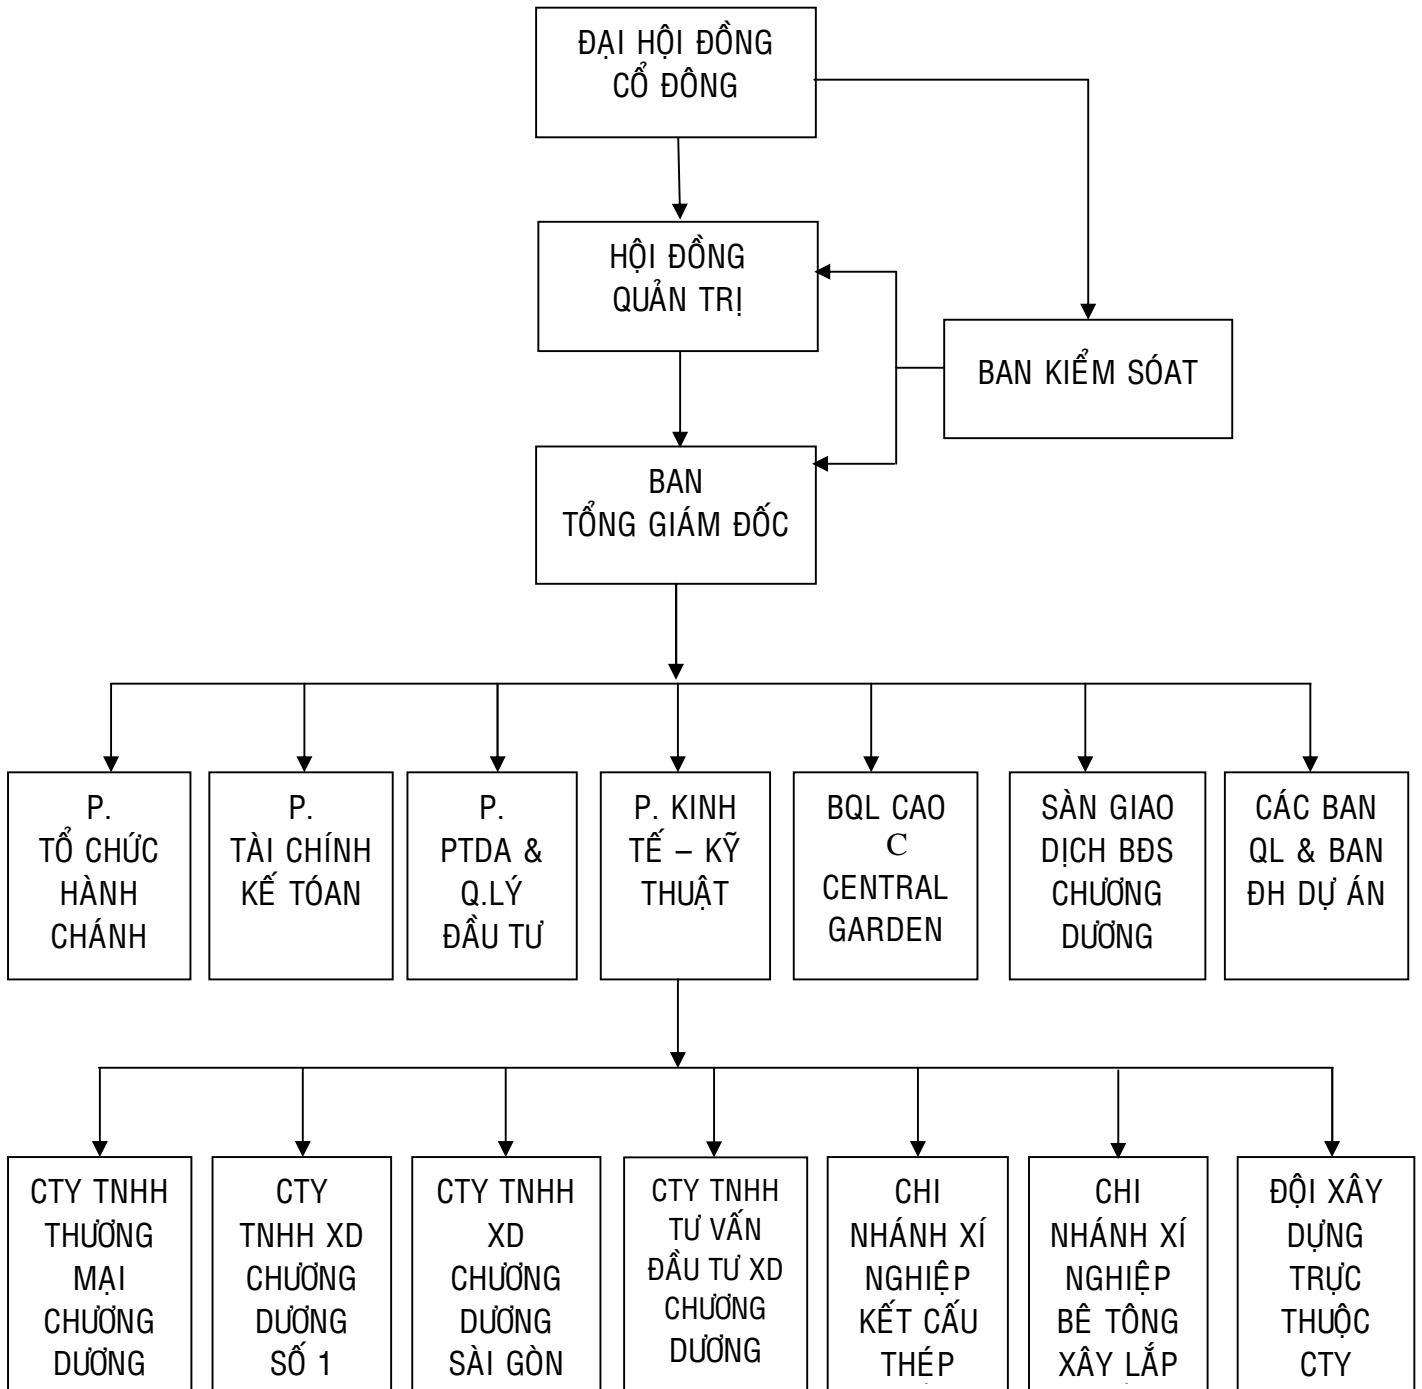 ĐẠI HỘI ĐỒNG
CỔ ĐÔNG
HỘI ĐỒNG
QUẢN TRỊ
BAN KIỂM SÓAT
BAN
TỔNG GIÁM ĐỐC
P.
TỔ CHỨC
HÀNH
CHÁNH
P.
TÀI CHÍNH
KẾ TÓAN
P.
PTDA &
Q.LÝ
ĐẦU TƯ
P. KINH
TẾ – KỸ
THUẬT
BQL CAO
C
CENTRAL
GARDEN
SÀN GIAO
DỊCH BĐS
CHƯƠNG
DƯƠNG
CÁC BAN
QL & BAN
ĐH DỰ ÁN
CTY TNHH
THƯƠNG
MẠI
CHƯƠNG
DƯƠNG
CTY
TNHH XD
CHƯƠNG
DƯƠNG
SỐ 1
CTY TNHH
XD
CHƯƠNG
DƯƠNG
SÀI GÒN
CTY TNHH
TƯ VẤN
ĐẦU TƯ XD
CHƯƠNG
DƯƠNG
CHI
NHÁNH XÍ
NGHIỆP
KẾT CẤU
THÉP
CHI
NHÁNH XÍ
NGHIỆP
BÊ TÔNG
XÂY LẮP
ĐỘI XÂY
DỰNG
TRỰC
THUỘC
CTY